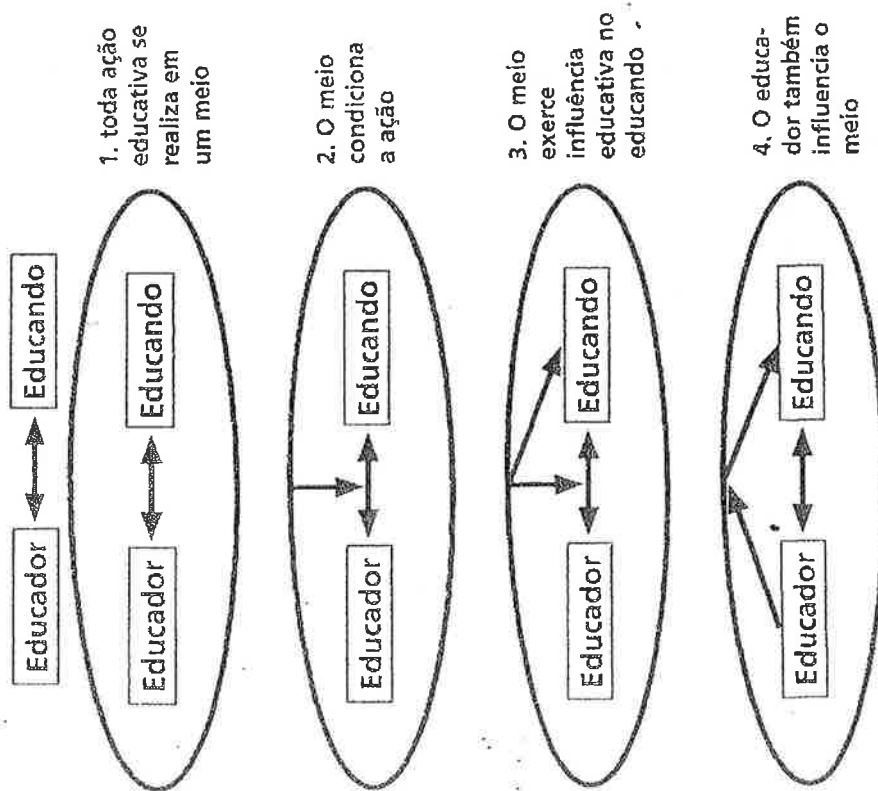 Educador Educando
Educador Educando
1. toda ação
educativa se
realiza em
um meio
Educador Educando
2. O meio
condiciona
a ação
Educador Educando
3. O meio
exerce
influência
educativa no
educando
Educador Educando
4. O educa-
dor também
influencia o
meio